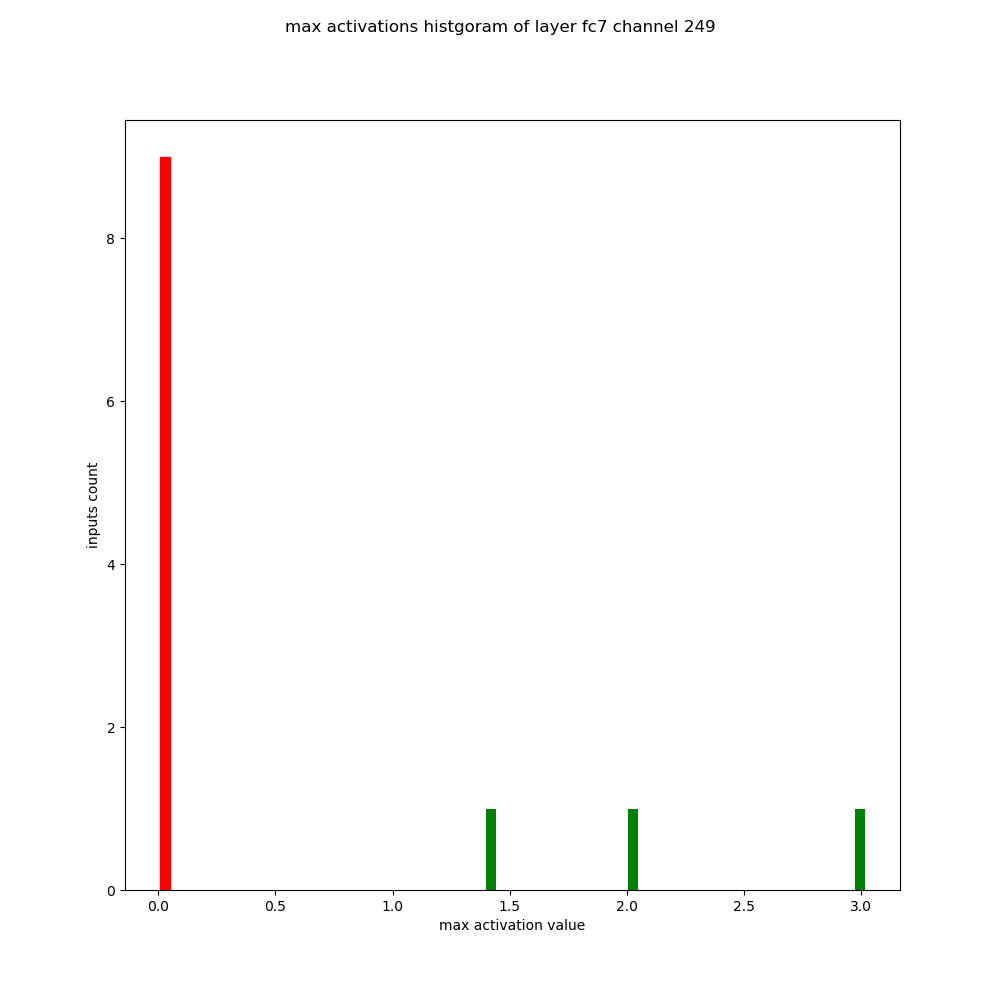 max activations histgoram of layer fc7 channel 249
8
6
4
2
0
inputs count
0.0 0.5 1.0 1.5 2.0 2.5 3.0
max activation value